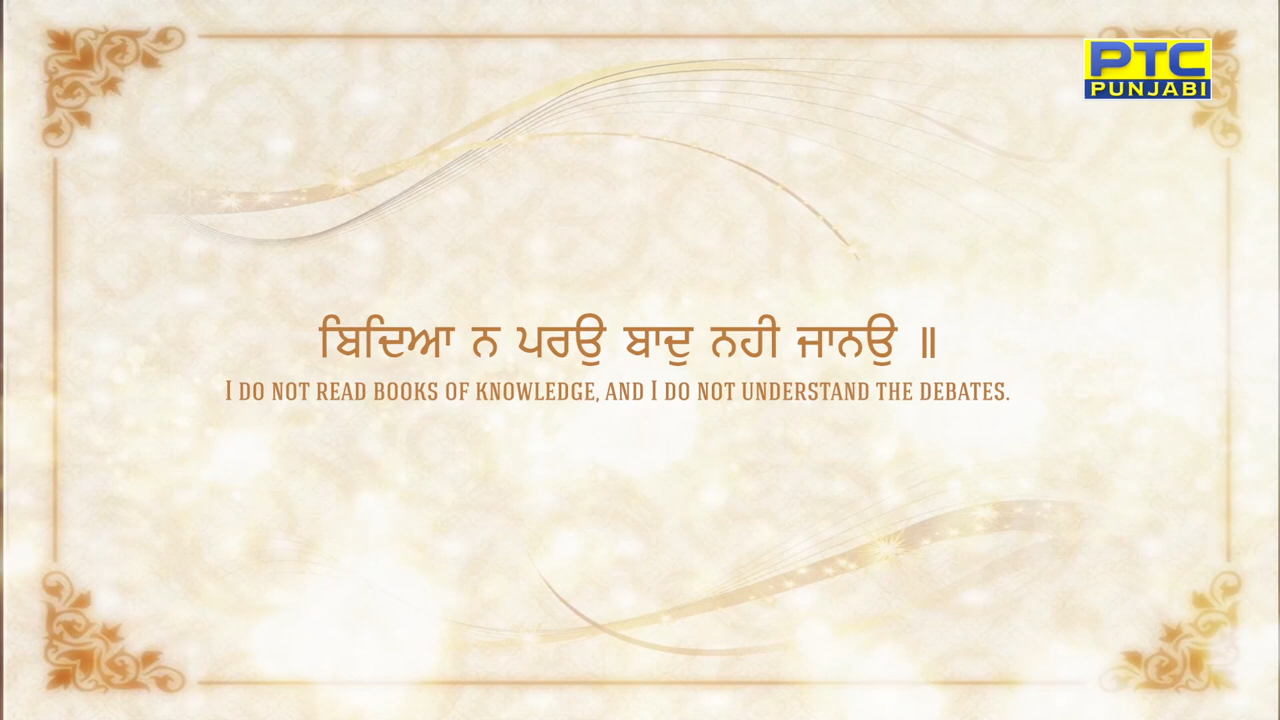 PTC
PUNJABI
ਬਿਦਿਆ ਨ ਪਰਉ ਬਾਦੁ ਨਹੀ ਜਾਨਉ ॥
I DO NOT READ BOOKS OF KNOWLEDGE, AND I DO NOT UNDERSTAND THE DEBATES.